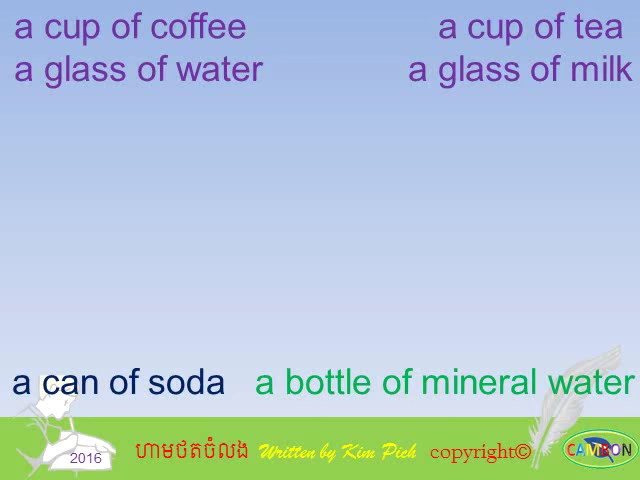 a cup of coffee a cup of tea
a glass of water a glass of milk
a can of soda a bottle of mineral water
2016 ហាមថតចំលង Written by Kim Pich copyright© CAMBON